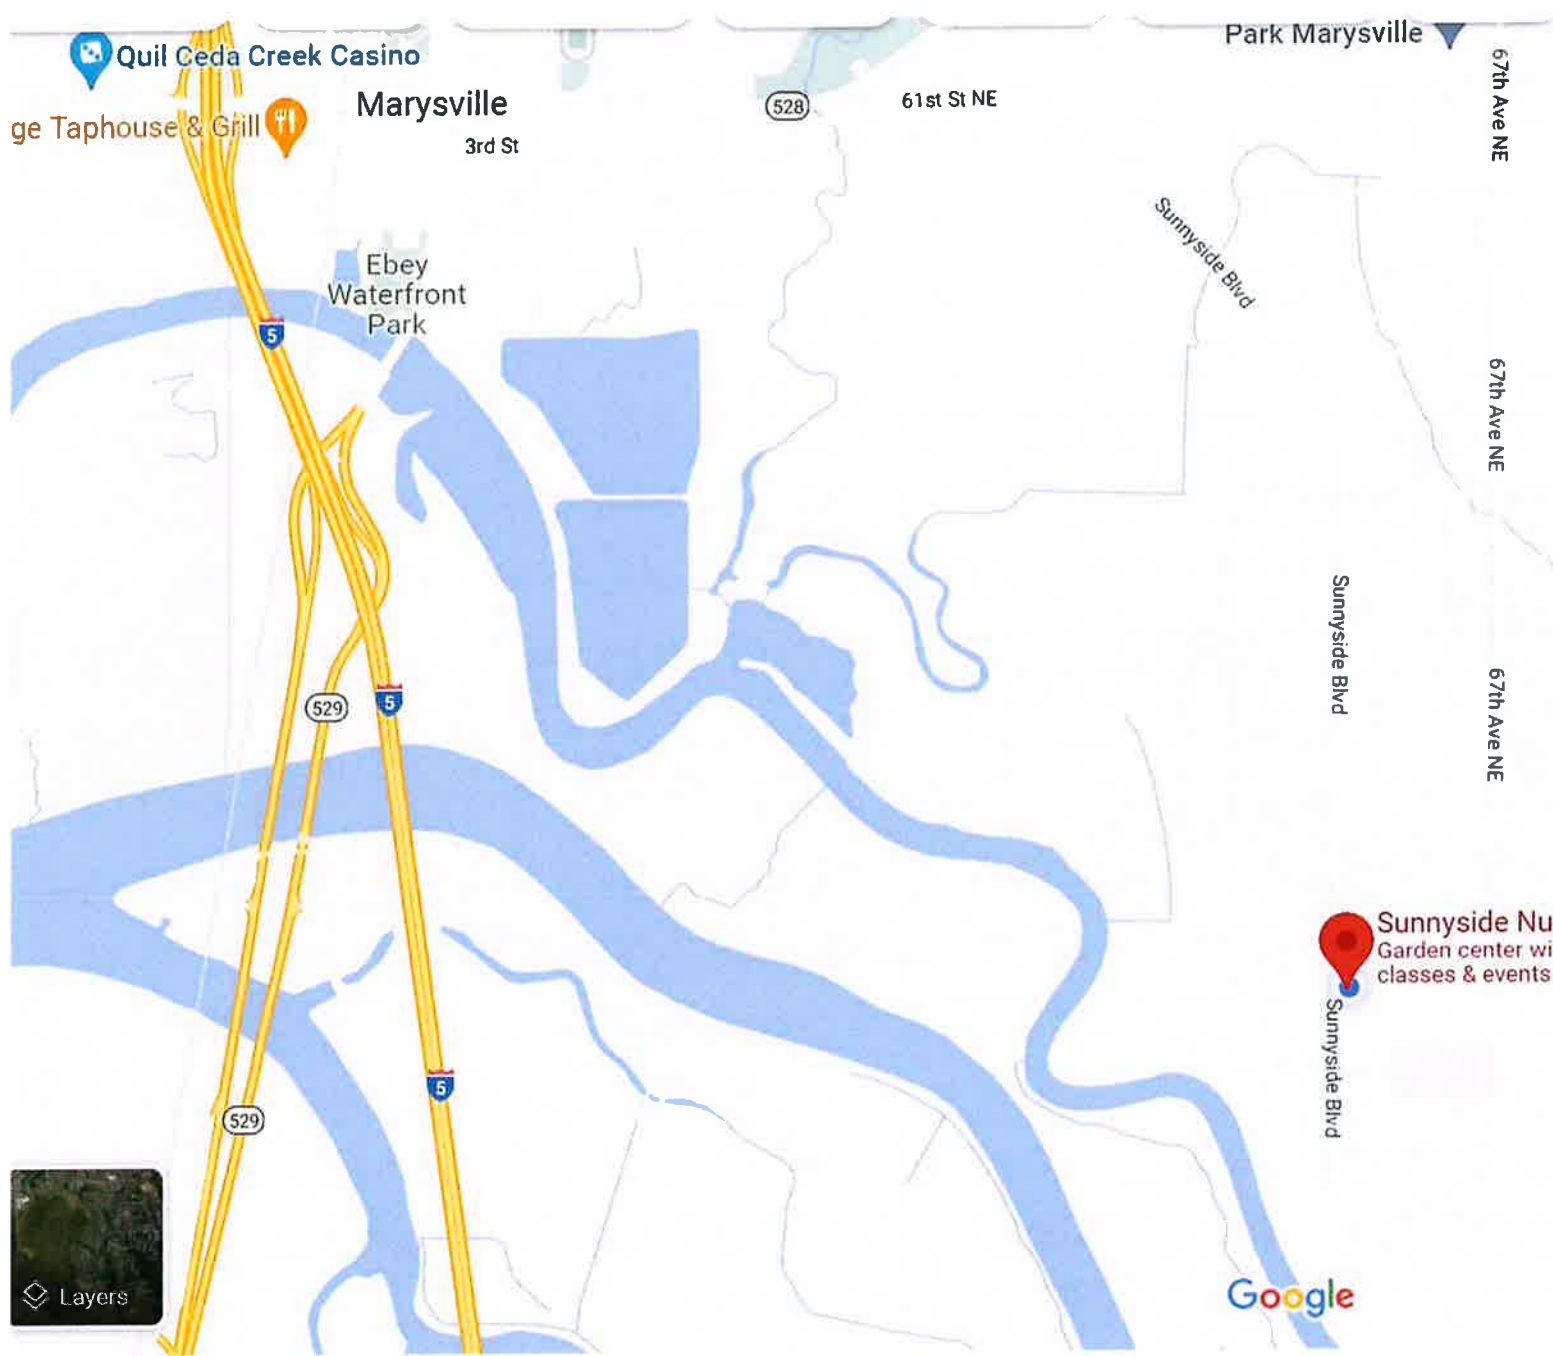 Park Marysville
Quil Ceda Creek Casino
67th Ave NE
Marysville
528
61st St NE
ge Taphouse & Grill
3rd St
Sunnyside Blvd
Ebey
Waterfront
Park
5
67th Ave NE
Sunnyside Blvd
67th Ave NE
529
5
Sunnyside Nu
Garden center wi
classes & events
Sunnyside Blvd
5
529
Layers
Google